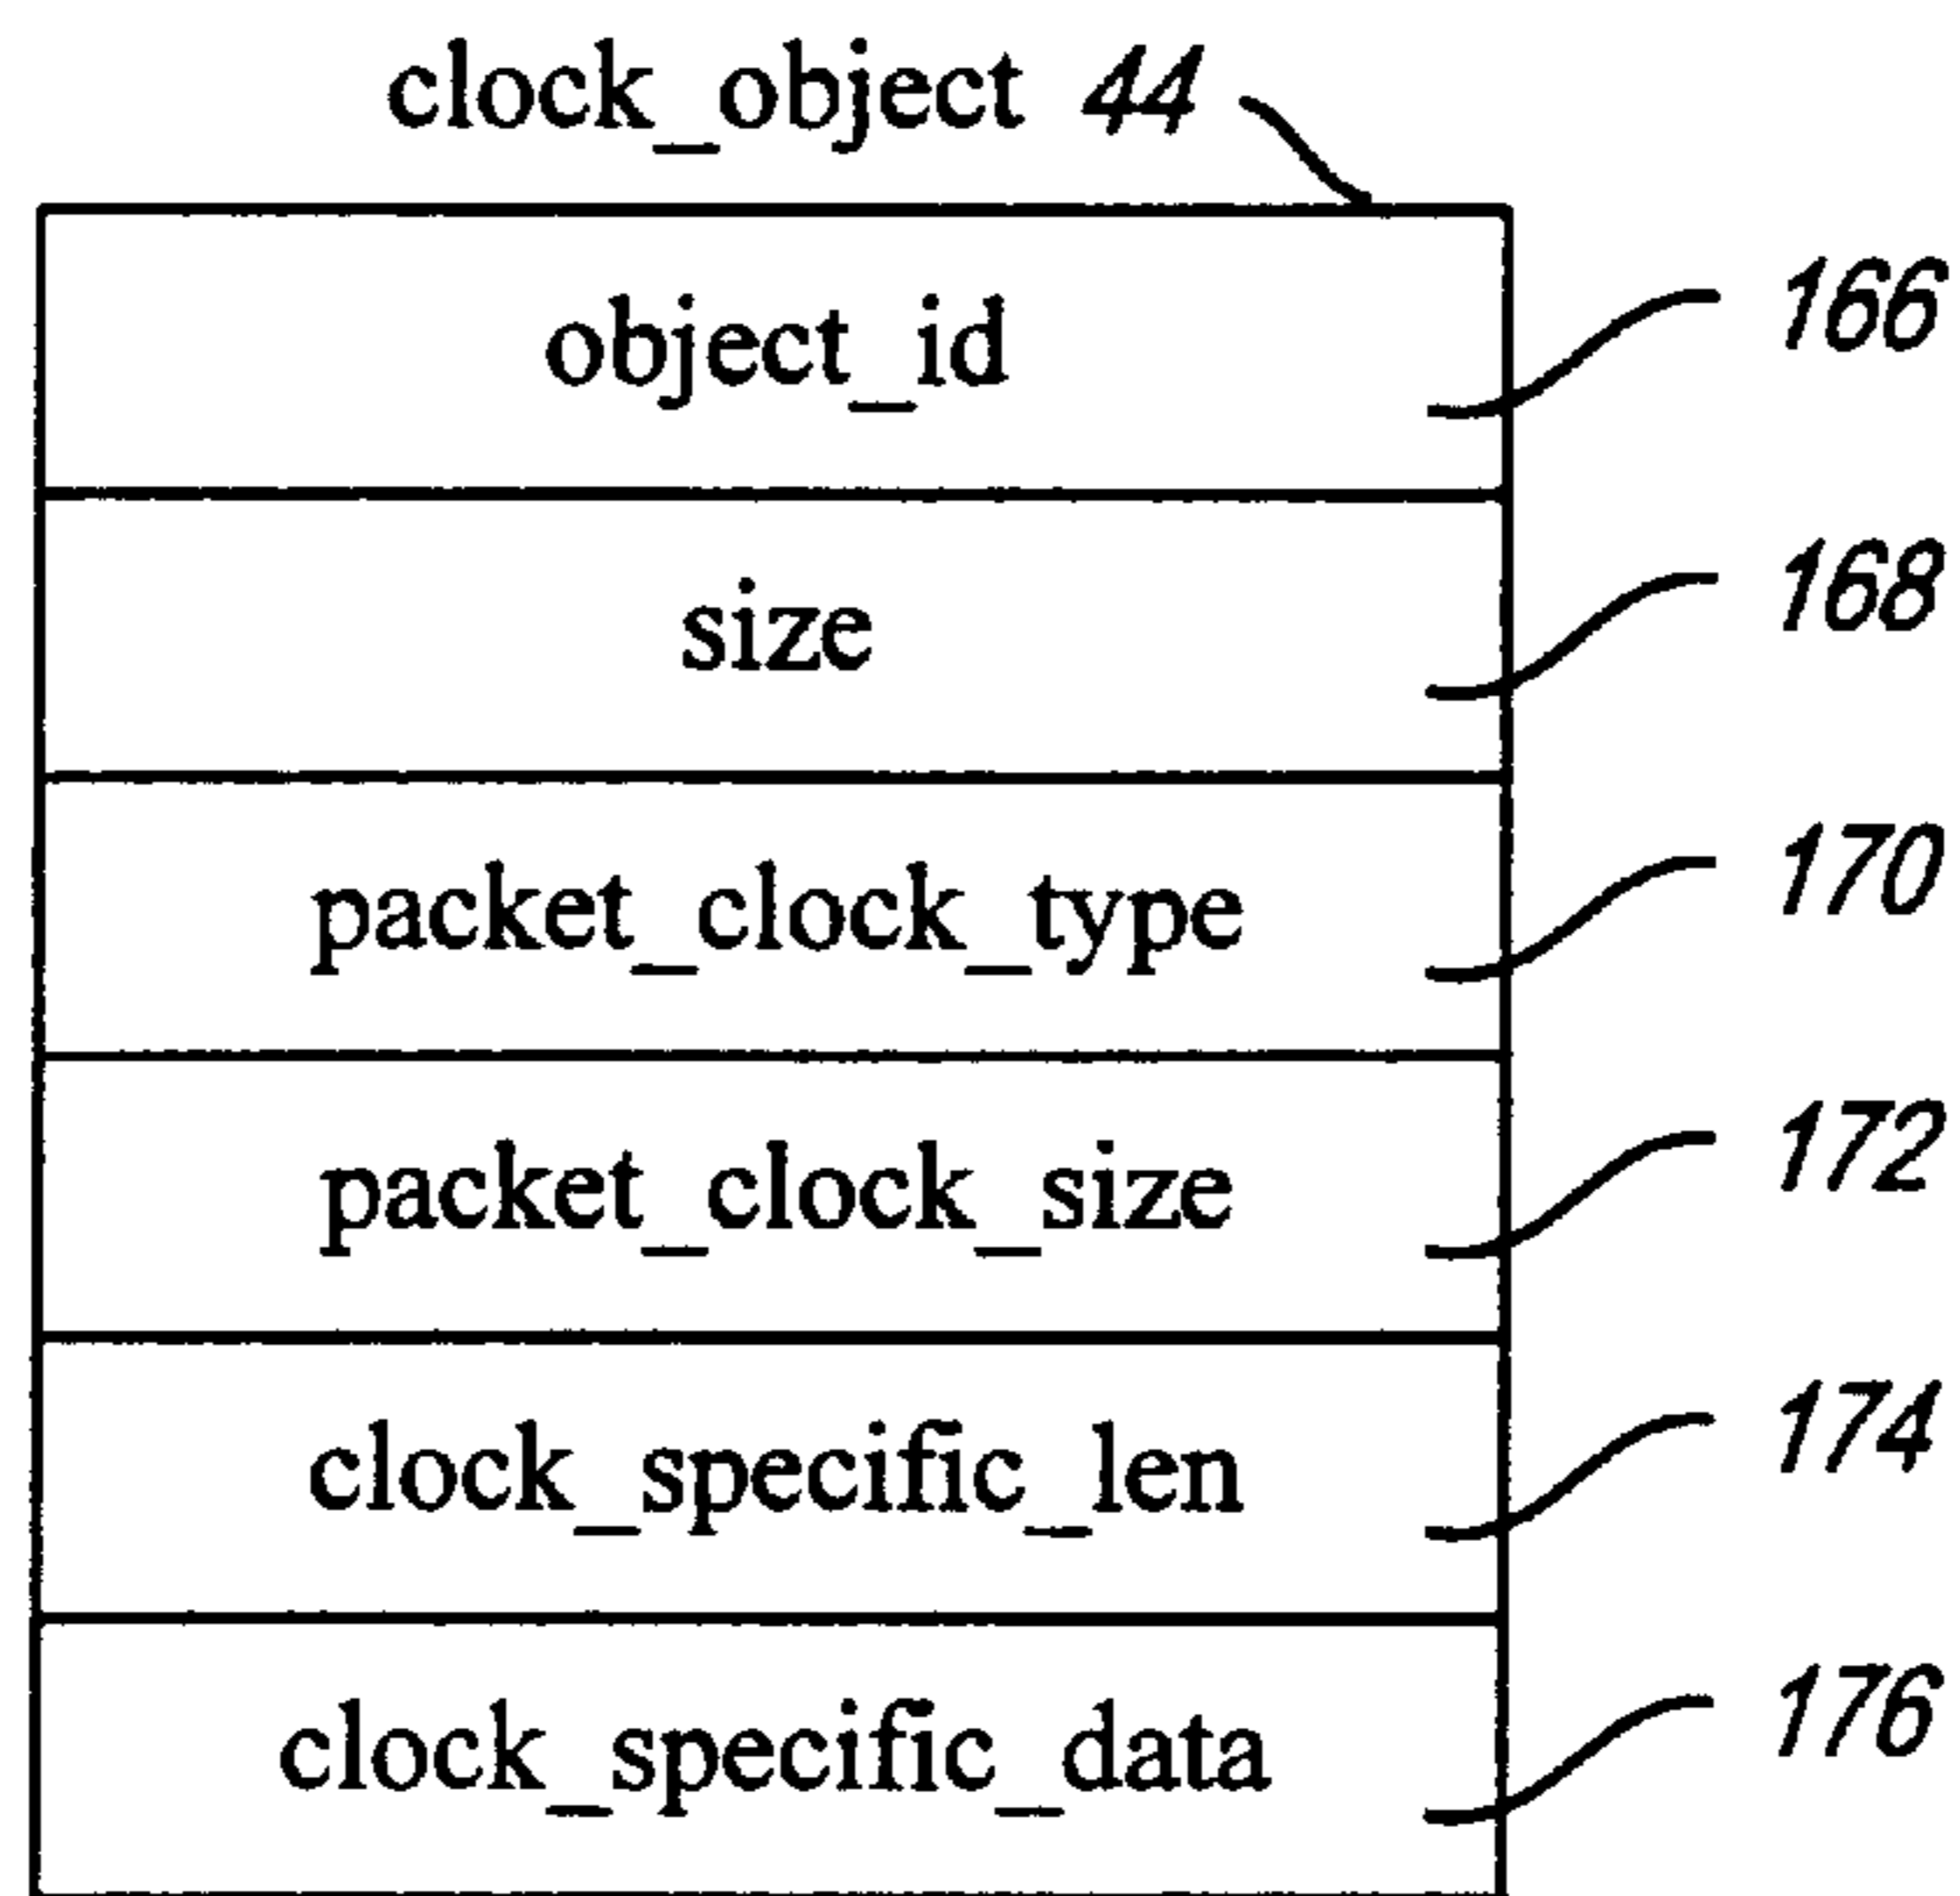 clock_object 44
object_id 166
size 168
packet_clock_type 170
packet_clock_size 172
clock_specific_len 174
clock_specific_data 176